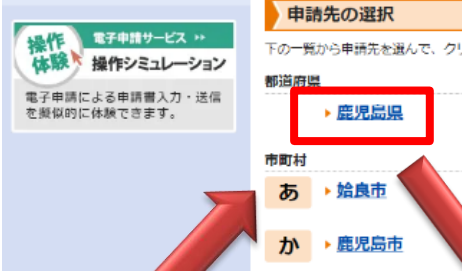 操作
体験
電子申請サービス
操作シミュレーション
電子申請による申請書入力・送信
を擬似的に体験できます。
申請先の選択
下の一覧から申請先を選んで、ク
都道府県
鹿児島県
市町村
あ 姶良市
か 鹿児島市